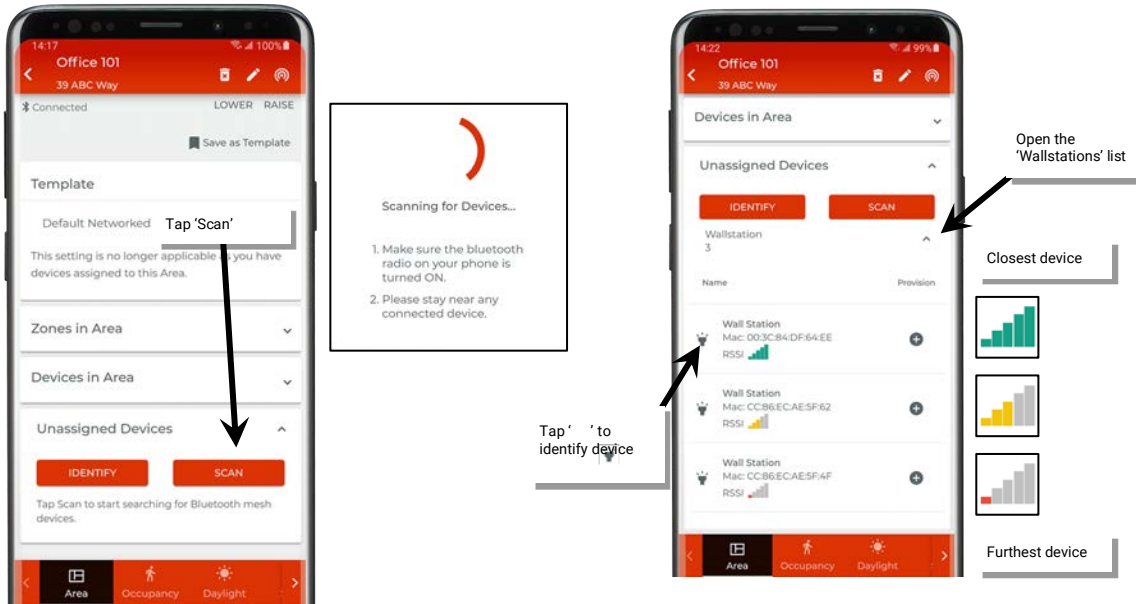 14:17
100%
Office 101
39 ABC Way
Connected
LOWER RAISE
Save as Template
Template
Default Networked
Tap ‘Scan’
This setting is no longer applicable as you have
devices assigned to this Area.
Zones in Area
Devices in Area
Unassigned Devices
IDENTIFY
SCAN
Tap Scan to start searching for Bluetooth mesh
devices.
Area
Occupancy
Daylight
Scanning for Devices...
1. Make sure the bluetooth
radio on your phone is
turned ON.
2. Please stay near any
connected device.
14:22
99%
Office 101
39 ABC Way
Devices in Area
Unassigned Devices
IDENTIFY
SCAN
Wallstation
3
Name
Provision
Wall Station
Mac: 00:3C:84:DF:64:EE
RSSI
Wall Station
Mac: CC:86:EC:AE:5F:62
RSSI
Wall Station
Mac: CC:86:EC:AE:5F:4F
RSSI
Area
Occupancy
Daylight
Tap ‘ ’ to
identify device
Open the
‘Wallstations’ list
Closest device
Furthest device